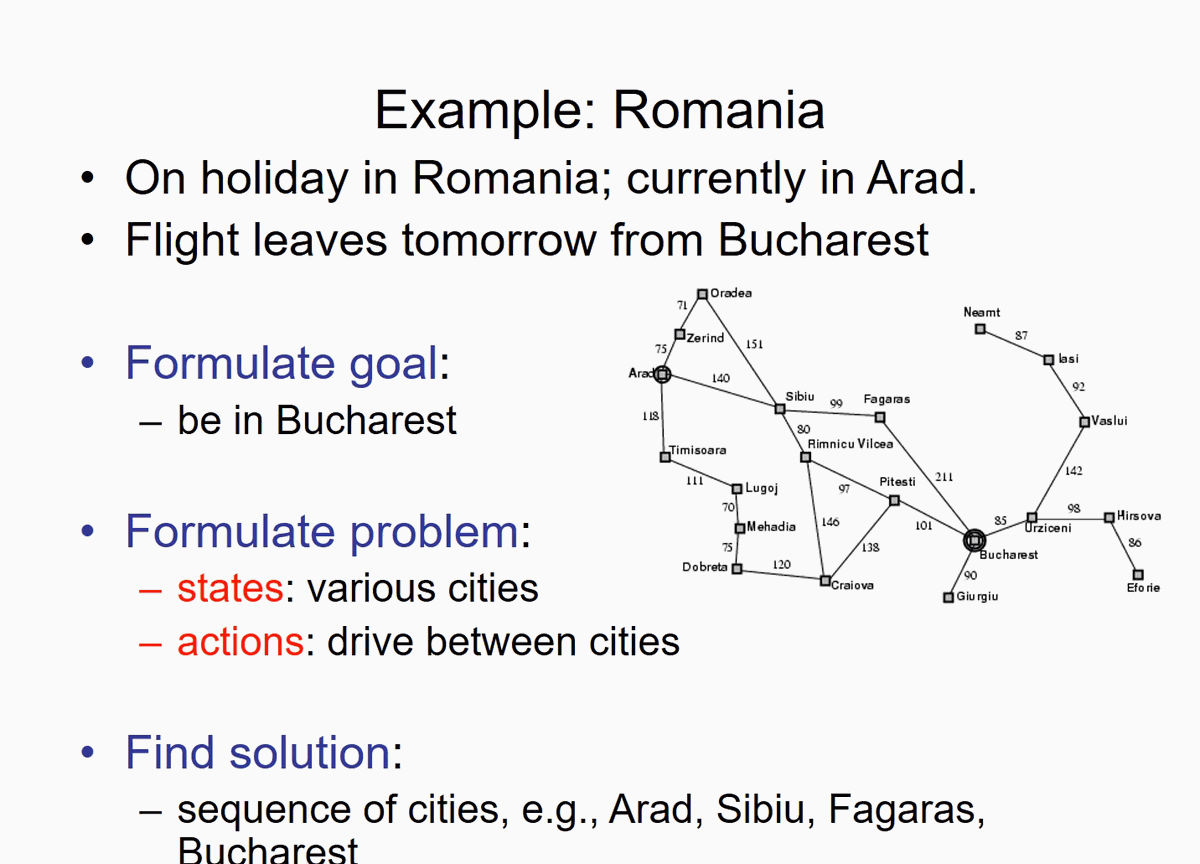 Example: Romania
• On holiday in Romania; currently in Arad.
• Flight leaves tomorrow from Bucharest
• Formulate goal:
– be in Bucharest
• Formulate problem:
– states: various cities
– actions: drive between cities
• Find solution:
– sequence of cities, e.g., Arad, Sibiu, Fagaras,
Bucharest
Oradea
71
Zerind
75
151
Arad
140
118
Sibiu
99
Fagaras
80
Rimnicu Vilcea
Timisoara
111
Lugoj
70
Mehadia
75
Dobreta
120
Craiova
146
97
Pitesti
138
101
211
Bucharest
90
Giurgiu
85
Urziceni
98
Hirsova
86
Eforie
142
Vaslui
92
Iasi
87
Neamt